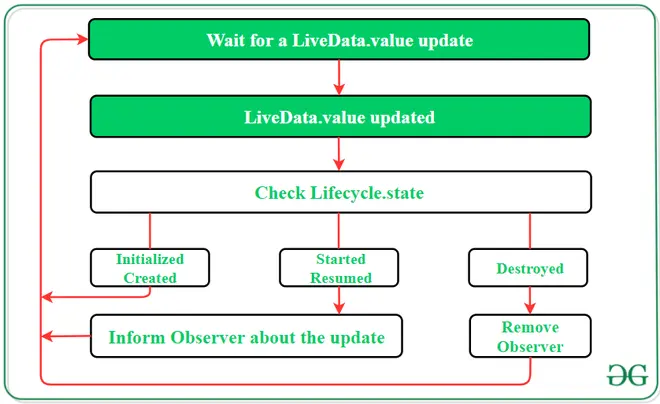 Wait for a LiveData.value update
LiveData.value updated
Check Lifecycle.state
Initialized
Created
Started
Resumed
Destroyed
Inform Observer about the update
Remove
Observer